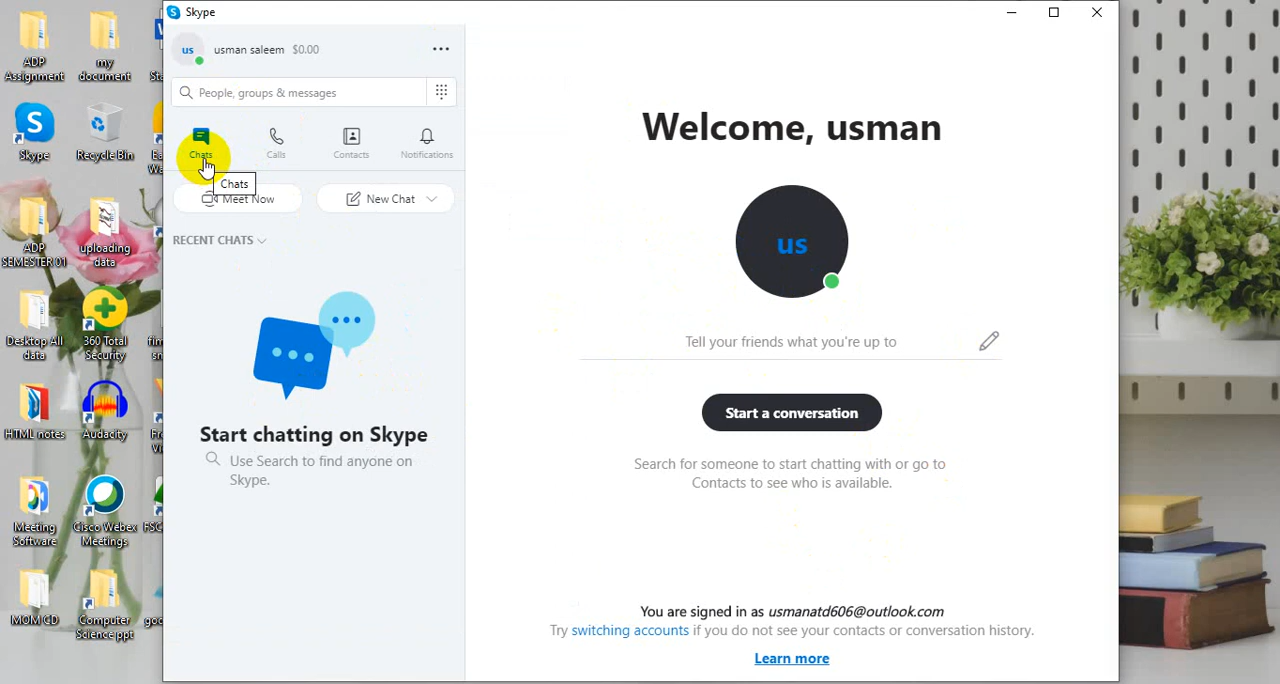 Skype
us
usman saleem $0.00
People, groups & messages
Chats
Calls
Contacts
Notifications
Chats
Meet Now
New Chat
RECENT CHATS
Start chatting on Skype
Use Search to find anyone on
Skype.
Welcome, usman
us
Tell your friends what you're up to
Start a conversation
Search for someone to start chatting with or go to
Contacts to see who is available.
You are signed in as usmanatd606@outlook.com
Try switching accounts if you do not see your contacts or conversation history.
Learn more
ADP
Assignment
my
document
Skype
Recycle Bin
ADP
SEMESTER 01
uploading
data
Desktop All
data
360 Total
Security
HTML notes
Audacity
Meeting
Software
Cisco Webex
Meetings
MOM CD
Computer
Science ppt